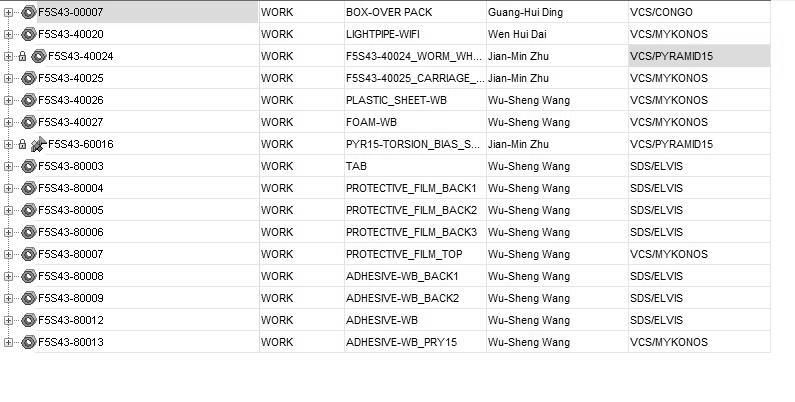 F5S43-00007 WORK BOX-OVER PACK Guang-Hui Ding VCS/CONGO
F5S43-40020 WORK LIGHTPIPE-WIFI Wen Hui Dai VCS/MYKONOS
F5S43-40024 WORK F5S43-40024_WORM_WH... Jian-Min Zhu VCS/PYRAMID15
F5S43-40025 WORK F5S43-40025_CARRIAGE_... Jian-Min Zhu VCS/MYKONOS
F5S43-40026 WORK PLASTIC_SHEET-WB Wu-Sheng Wang VCS/MYKONOS
F5S43-40027 WORK FOAM-WB Wu-Sheng Wang VCS/MYKONOS
F5S43-60016 WORK PYR15-TORSION_BIAS_S... Jian-Min Zhu VCS/PYRAMID15
F5S43-80003 WORK TAB Wu-Sheng Wang SDS/ELVIS
F5S43-80004 WORK PROTECTIVE_FILM_BACK1 Wu-Sheng Wang SDS/ELVIS
F5S43-80005 WORK PROTECTIVE_FILM_BACK2 Wu-Sheng Wang SDS/ELVIS
F5S43-80006 WORK PROTECTIVE_FILM_BACK3 Wu-Sheng Wang SDS/ELVIS
F5S43-80007 WORK PROTECTIVE_FILM_TOP Wu-Sheng Wang VCS/MYKONOS
F5S43-80008 WORK ADHESIVE-WB_BACK1 Wu-Sheng Wang SDS/ELVIS
F5S43-80009 WORK ADHESIVE-WB_BACK2 Wu-Sheng Wang SDS/ELVIS
F5S43-80012 WORK ADHESIVE-WB Wu-Sheng Wang SDS/ELVIS
F5S43-80013 WORK ADHESIVE-WB_PRY15 Wu-Sheng Wang VCS/MYKONOS